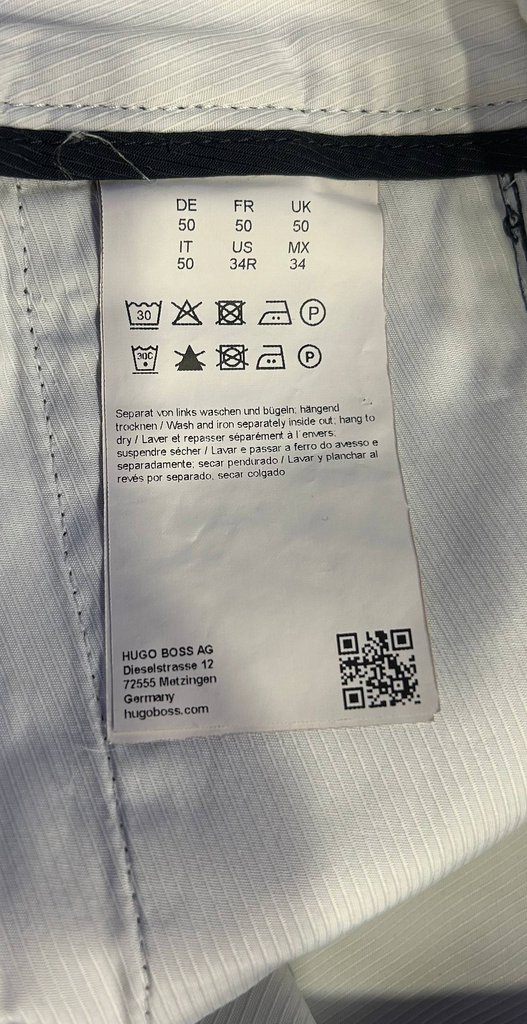 DE FR UK
50 50 50
IT US MX
50 34R 34
30 P
30C P
Separat von links waschen und bügeln; hängend
trocknen / Wash and iron separately inside out; hang to
dry / Laver et repasser séparément à l'envers;
suspendre sécher / Lavar e passar a ferro do avesso e
separadamente; secar pendurado / Lavar y planchar al
revés por separado, secar colgado
HUGO BOSS AG
Dieselstrasse 12
72555 Metzingen
Germany
hugoboss.com